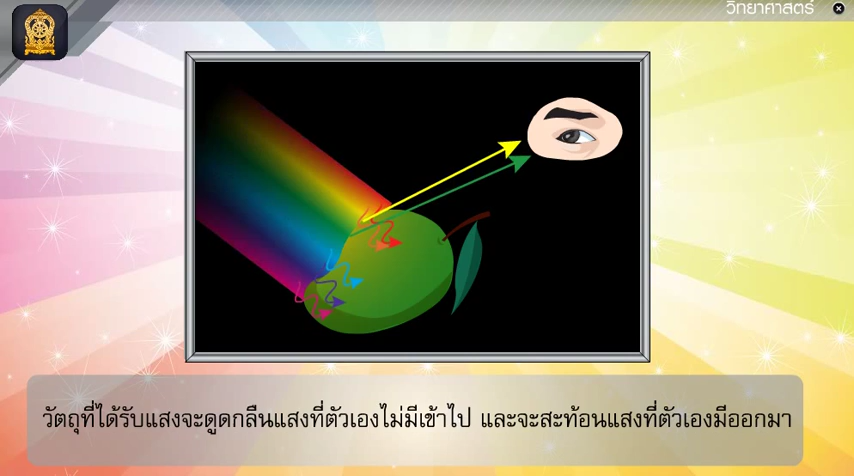 วิทยาศาสตร์
วัตถุที่ได้รับแสงจะดูดกลืนแสงที่ตัวเองไม่มีเข้าไป และจะสะท้อนแสงที่ตัวเองมีออกมา